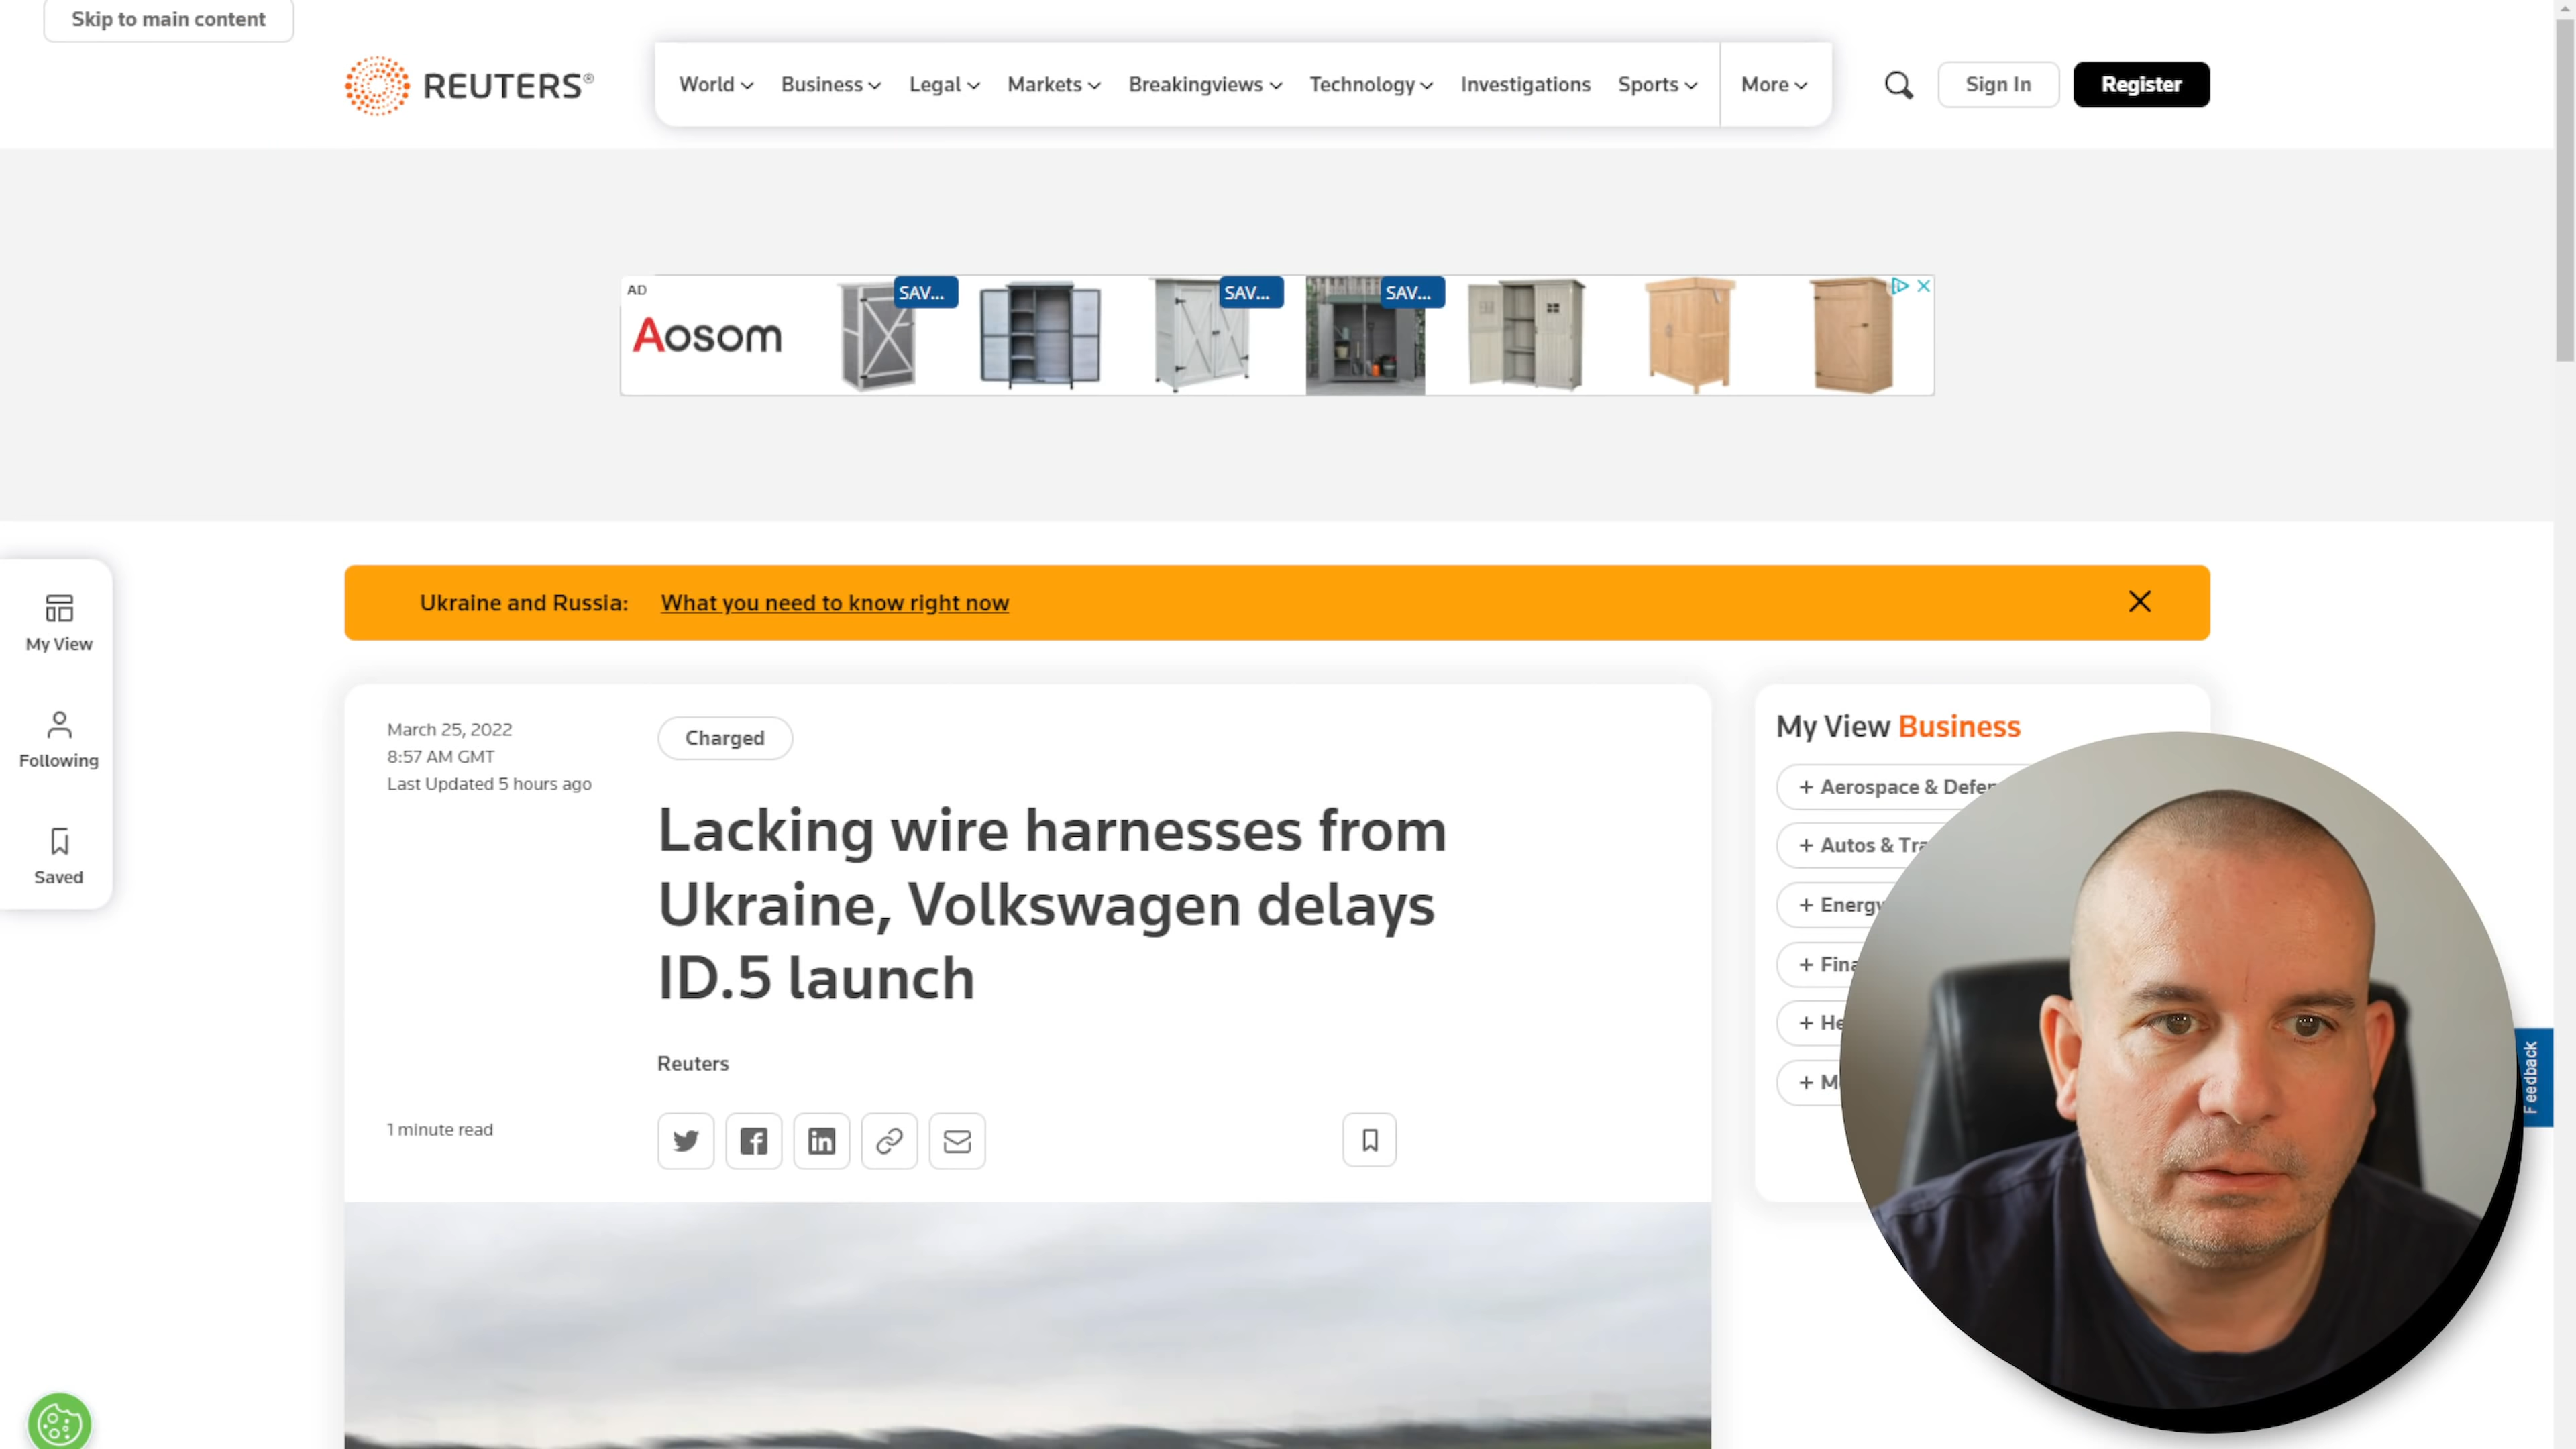 Skip to main content
REUTERS®
World
Business
Legal
Markets
Breakingviews
Technology
Investigations
Sports
More
Sign In
Register
AD
Aosom
SAV...
SAV...
SAV...
My View
Following
Saved
Ukraine and Russia: What you need to know right now
March 25, 2022
8:57 AM GMT
Last Updated 5 hours ago
Charged
Lacking wire harnesses from
Ukraine, Volkswagen delays
ID.5 launch
Reuters
1 minute read
My View Business
+ Aerospace & Defen
+ Autos & Tra
+ Energy
+ Fina
+ He
+ M
Feedback